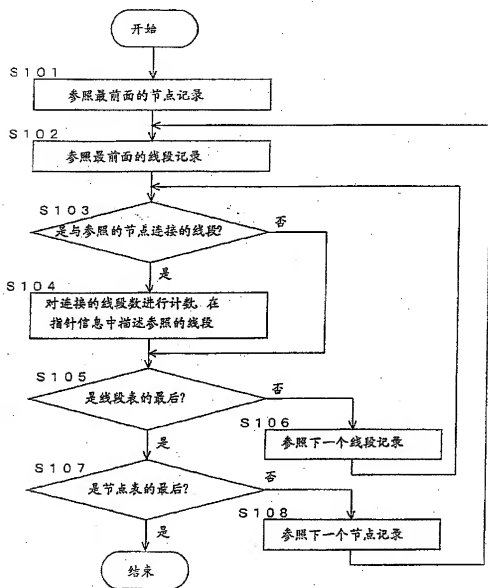 开始
S101
参照最前面的节点记录
S102
参照最前面的线段记录
S103
是与参照的节点连接的线段?
否
是
S104
对连接的线段数进行计数,在
指针信息中描述参照的线段
S105
是线段表的最后?
否
S106
参照下一个线段记录
是
S107
是节点表的最后?
否
S108
参照下一个节点记录
是
结束